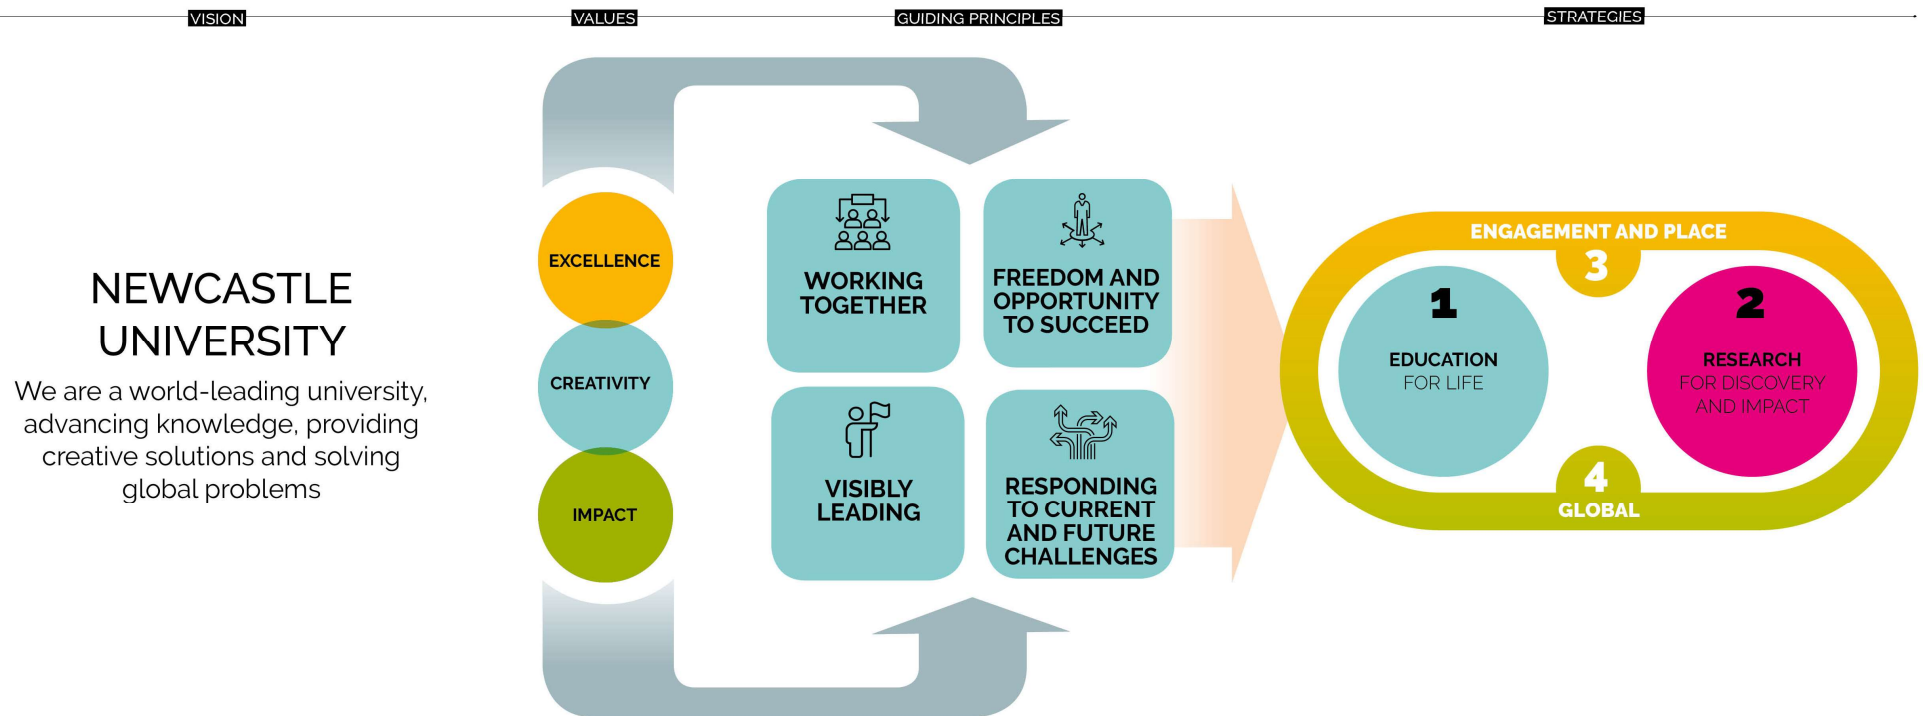 VISION
VALUES
GUIDING PRINCIPLES
STRATEGIES
NEWCASTLE
UNIVERSITY
We are a world-leading university,
advancing knowledge, providing
creative solutions and solving
global problems
EXCELLENCE
CREATIVITY
IMPACT
WORKING
TOGETHER
FREEDOM AND
OPPORTUNITY
TO SUCCEED
VISIBLY
LEADING
RESPONDING
TO CURRENT
AND FUTURE
CHALLENGES
ENGAGEMENT AND PLACE
3
1
EDUCATION
FOR LIFE
2
RESEARCH
FOR DISCOVERY
AND IMPACT
4
GLOBAL